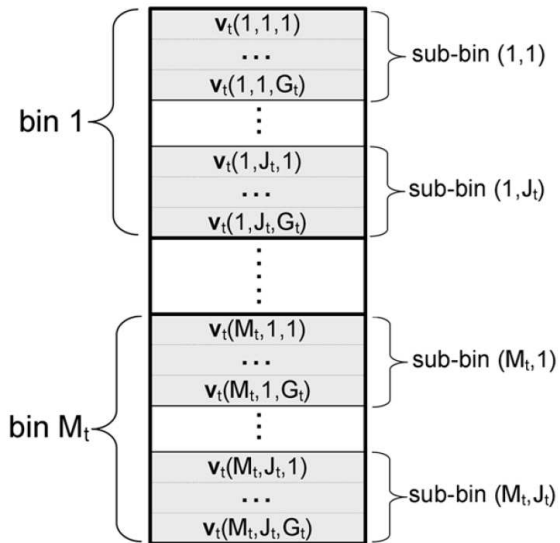 v_t(1,1,1)
...
v_t(1,1,G_t)
sub-bin (1,1)
bin 1
v_t(1,J_t,1)
...
v_t(1,J_t,G_t)
sub-bin (1,J_t)
v_t(M_t,1,1)
...
v_t(M_t,1,G_t)
sub-bin (M_t,1)
bin M_t
v_t(M_t,J_t,1)
...
v_t(M_t,J_t,G_t)
sub-bin (M_t,J_t)